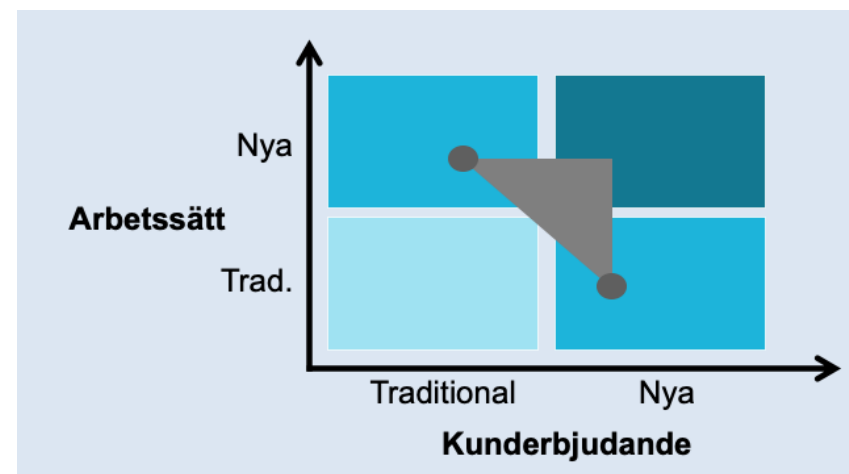 Nya
Arbetssätt
Trad.
Traditional
Nya
Kunderbjudande